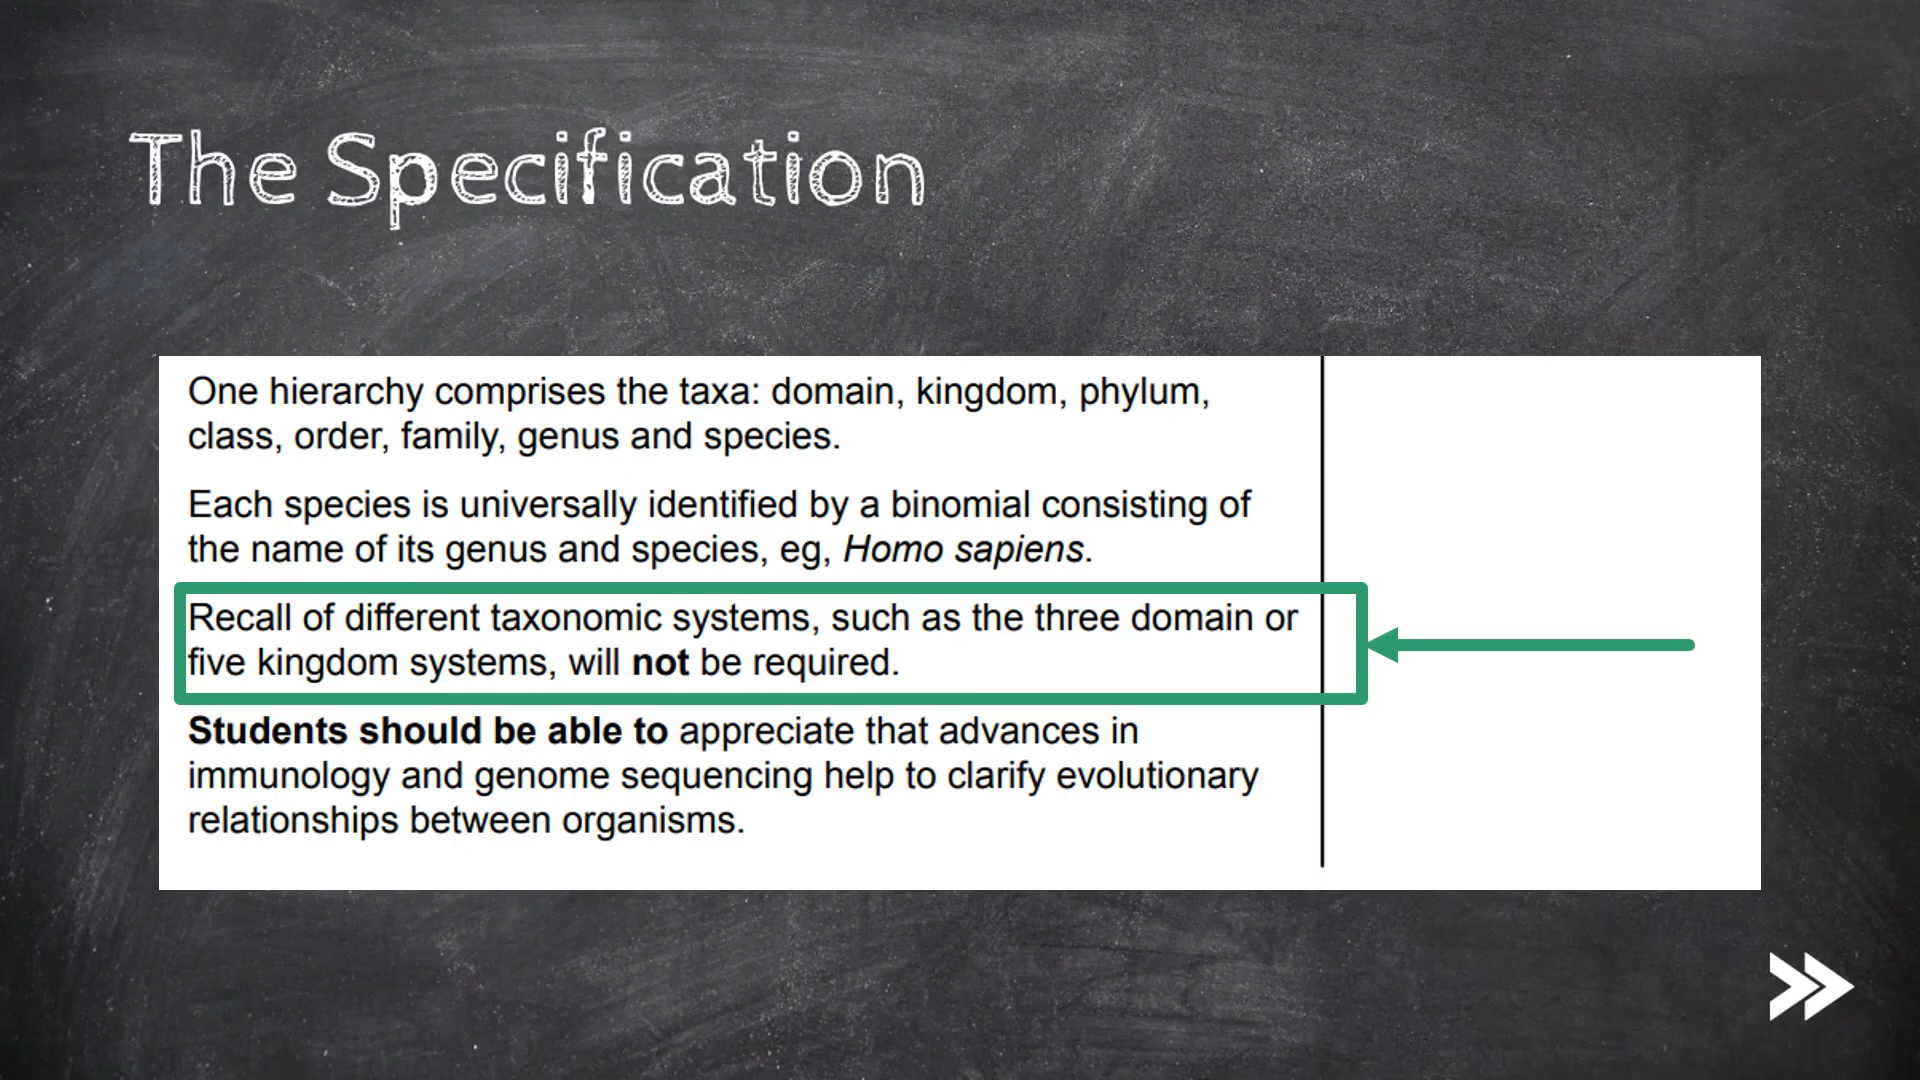 The Specification
One hierarchy comprises the taxa: domain, kingdom, phylum,
class, order, family, genus and species.
Each species is universally identified by a binomial consisting of
the name of its genus and species, eg, Homo sapiens.
Recall of different taxonomic systems, such as the three domain or
five kingdom systems, will not be required.
Students should be able to appreciate that advances in
immunology and genome sequencing help to clarify evolutionary
relationships between organisms.